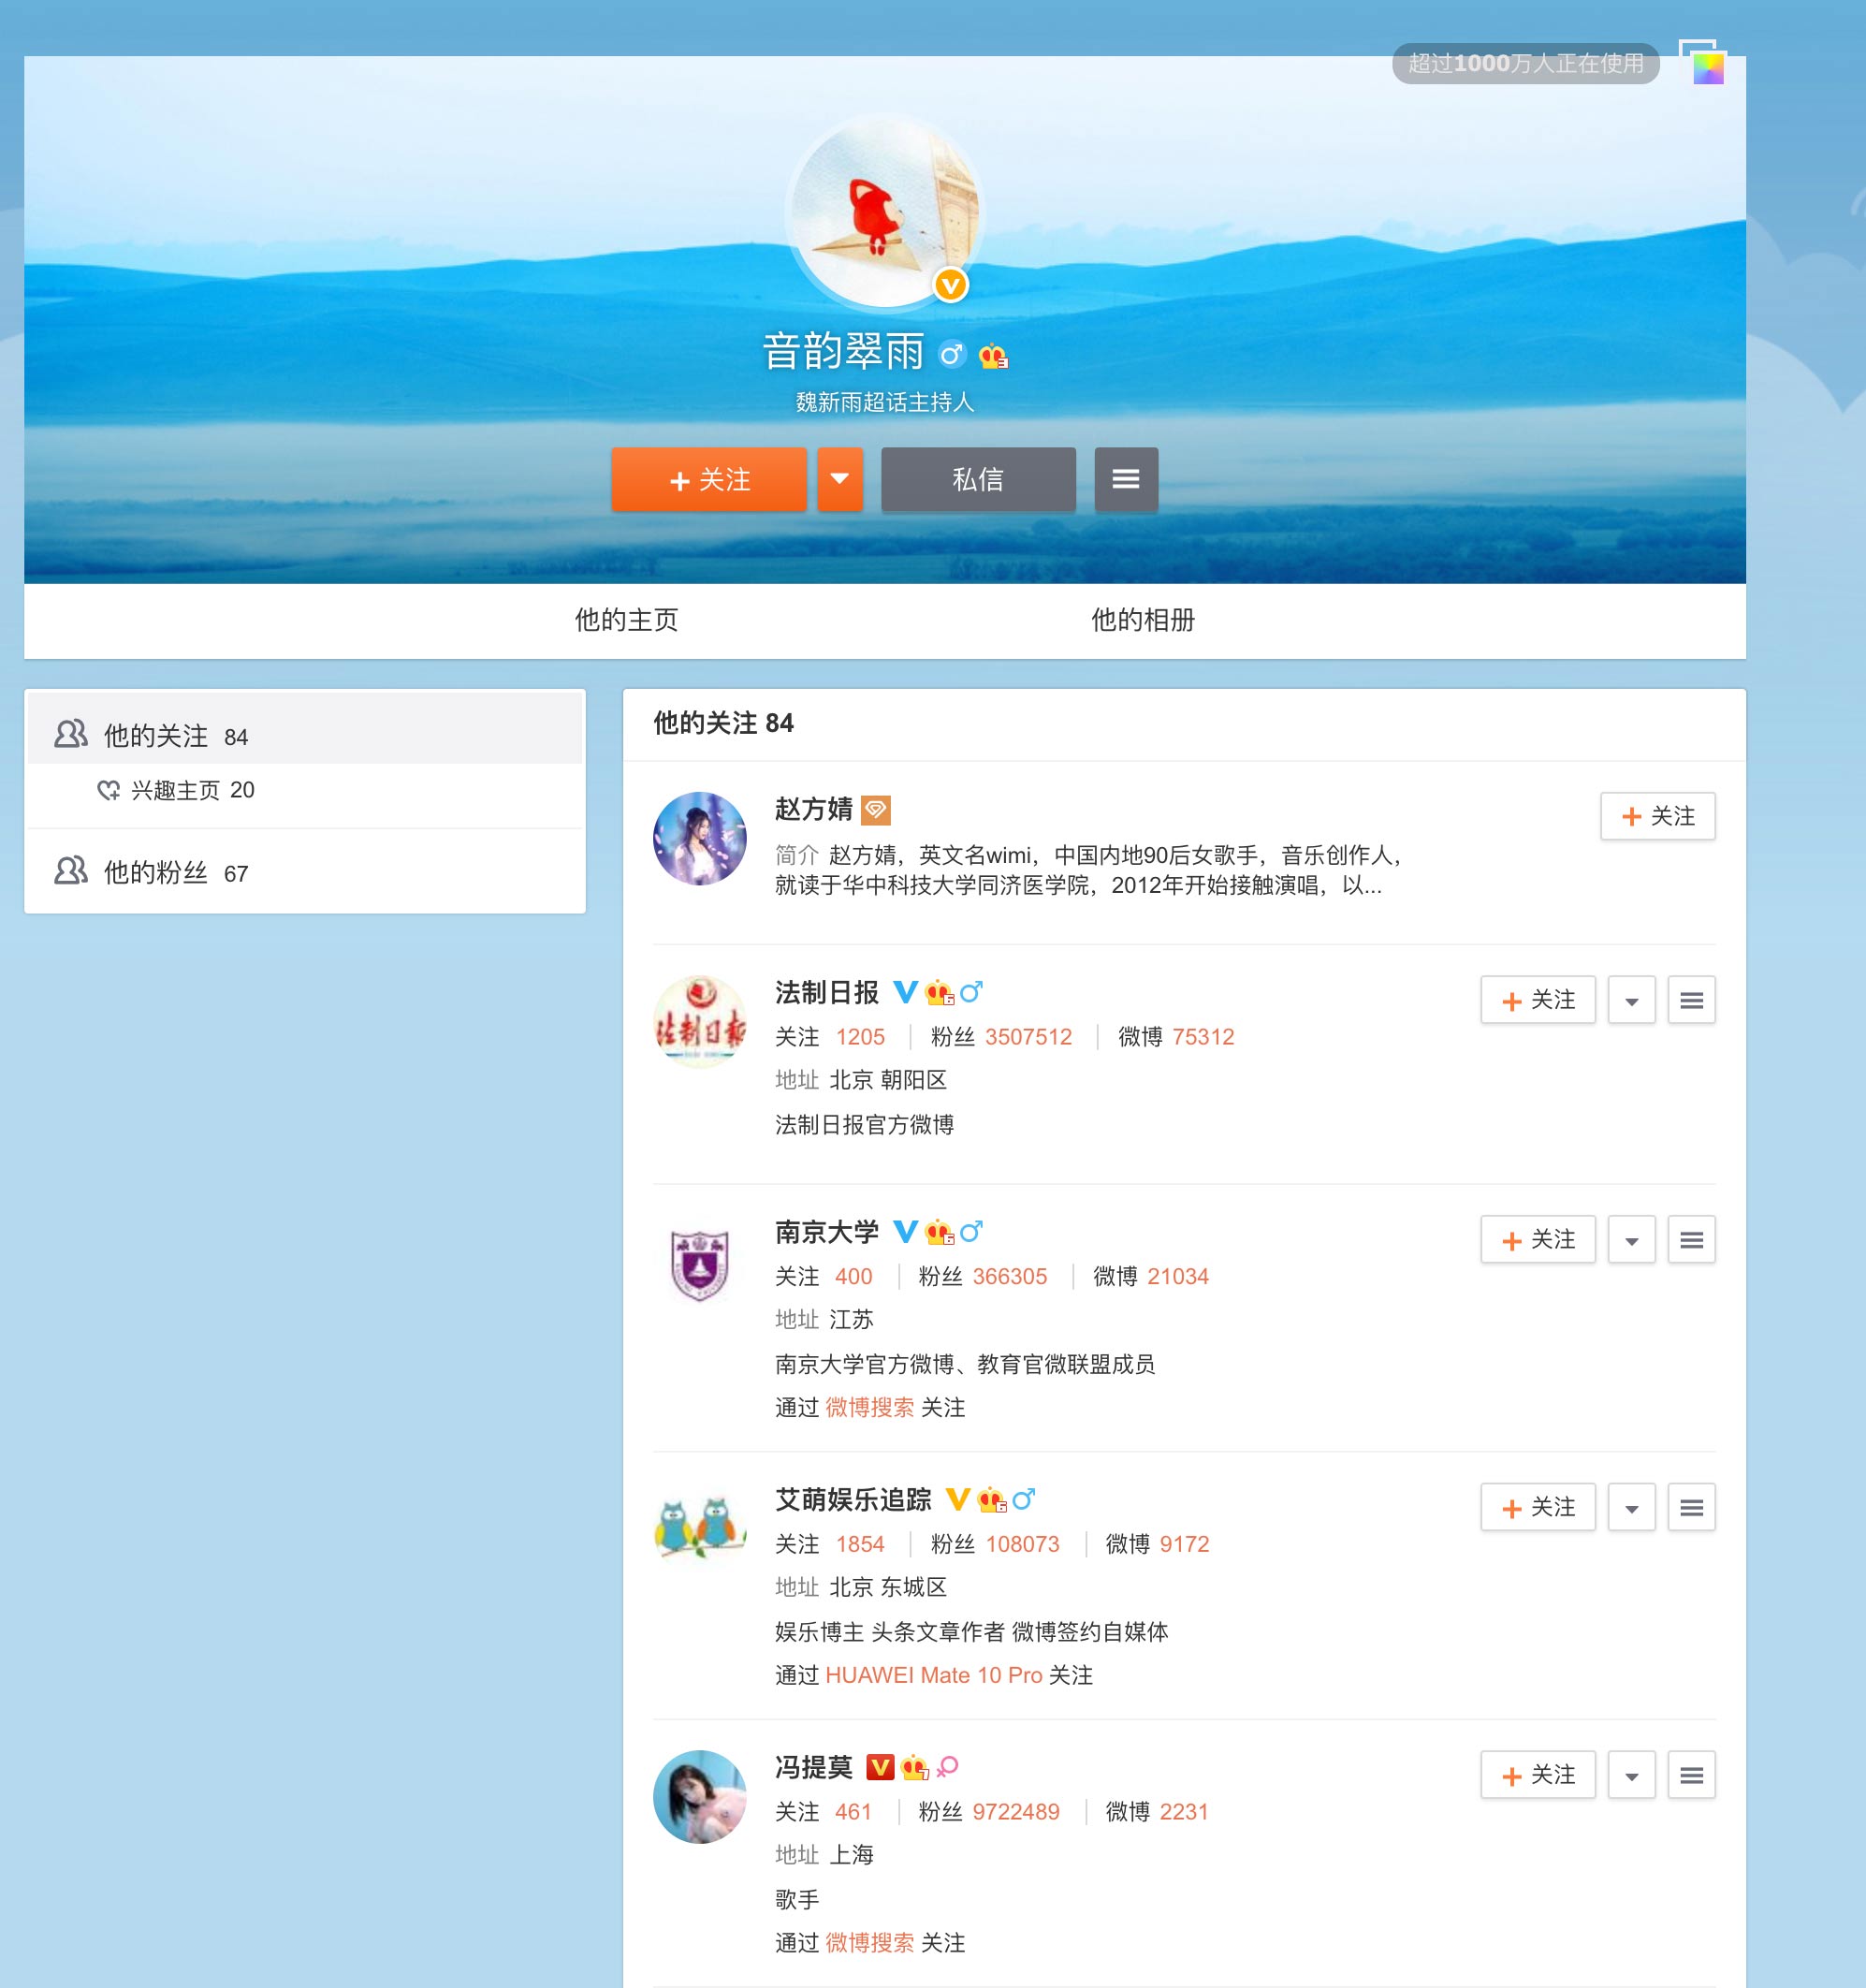 超过1000万人正在使用
音韵翠雨
魏新雨超话主持人
+ 关注
私信
他的主页
他的相册
他的关注 84
兴趣主页 20
他的粉丝 67
他的关注 84
赵方婧
+ 关注
简介 赵方婧，英文名wimi，中国内地90后女歌手，音乐创作人，
就读于华中科技大学同济医学院，2012年开始接触演唱，以...
法制日报
法制日报
+ 关注
关注 1205 | 粉丝 3507512 | 微博 75312
地址 北京 朝阳区
法制日报官方微博
南京大学
+ 关注
关注 400 | 粉丝 366305 | 微博 21034
地址 江苏
南京大学官方微博、教育官微联盟成员
通过 微博搜索 关注
艾萌娱乐追踪
+ 关注
关注 1854 | 粉丝 108073 | 微博 9172
地址 北京 东城区
娱乐博主 头条文章作者 微博签约自媒体
通过 HUAWEI Mate 10 Pro 关注
冯提莫
+ 关注
关注 461 | 粉丝 9722489 | 微博 2231
地址 上海
歌手
通过 微博搜索 关注